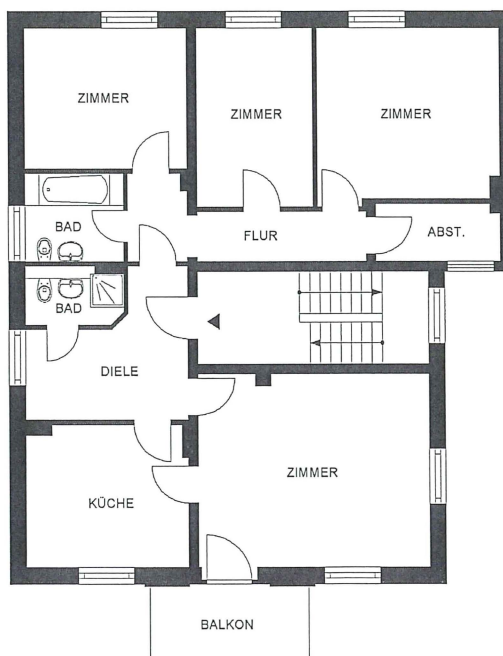 ZIMMER
ZIMMER
ZIMMER
BAD
FLUR
ABST.
BAD
DIELE
ZIMMER
KÜCHE
BALKON